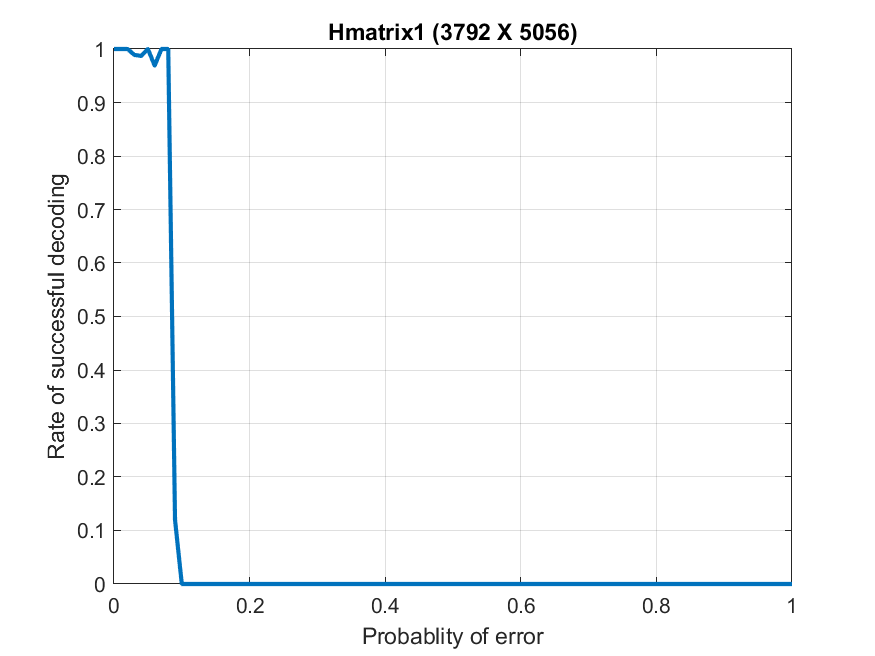 Hmatrix1 (3792 X 5056)
Rate of successful decoding
1
0.9
0.8
0.7
0.6
0.5
0.4
0.3
0.2
0.1
0
0 0.2 0.4 0.6 0.8 1
Probablity of error